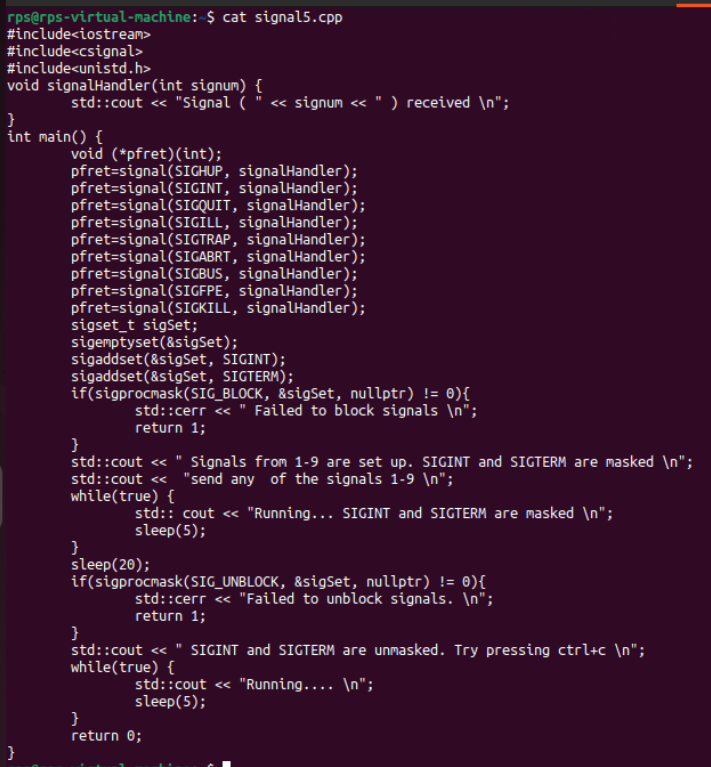 rps@rps-virtual-machine:~$ cat signal5.cpp
#include<iostream>
#include<csignal>
#include<unistd.h>
void signalHandler(int signum) {
        std::cout << "Signal ( " << signum << " ) received \n";
}
int main() {
        void (*pfret)(int);
        pfret=signal(SIGHUP, signalHandler);
        pfret=signal(SIGINT, signalHandler);
        pfret=signal(SIGQUIT, signalHandler);
        pfret=signal(SIGILL, signalHandler);
        pfret=signal(SIGTRAP, signalHandler);
        pfret=signal(SIGABRT, signalHandler);
        pfret=signal(SIGBUS, signalHandler);
        pfret=signal(SIGFPE, signalHandler);
        pfret=signal(SIGKILL, signalHandler);
        sigset_t sigSet;
        sigemptyset(&sigSet);
        sigaddset(&sigSet, SIGINT);
        sigaddset(&sigSet, SIGTERM);
        if(sigprocmask(SIG_BLOCK, &sigSet, nullptr) != 0){
                std::cerr << " Failed to block signals \n";
                return 1;
        }
        std::cout << " Signals from 1-9 are set up. SIGINT and SIGTERM are masked \n";
        std::cout <<  "send any  of the signals 1-9 \n";
        while(true) {
                std:: cout << "Running... SIGINT and SIGTERM are masked \n";
                sleep(5);
        }
        sleep(20);
        if(sigprocmask(SIG_UNBLOCK, &sigSet, nullptr) != 0){
                std::cerr << "Failed to unblock signals. \n";
                return 1;
        }
        std::cout << " SIGINT and SIGTERM are unmasked. Try pressing ctrl+c \n";
        while(true) {
                std::cout << "Running.... \n";
                sleep(5);
        }
        return 0;
}